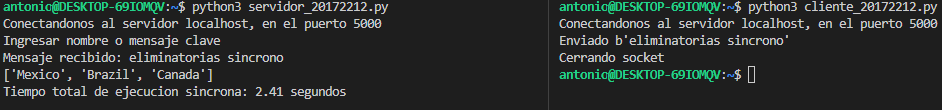 antonio@DESKTOP-69IOMQV:~$ python3 servidor_20172212.py
Conectandonos al servidor localhost, en el puerto 5000
Ingresar nombre o mensaje clave
Mensaje recibido: eliminatorias sincrono
['Mexico', 'Brazil', 'Canada']
Tiempo total de ejecucion sincrona: 2.41 segundos
antonio@DESKTOP-69IOMQV:~$ python3 cliente_20172212.py
Conectandonos al servidor localhost, en el puerto 5000
Enviado b'eliminatorias sincrono'
Cerrando socket
antonio@DESKTOP-69IOMQV:~$